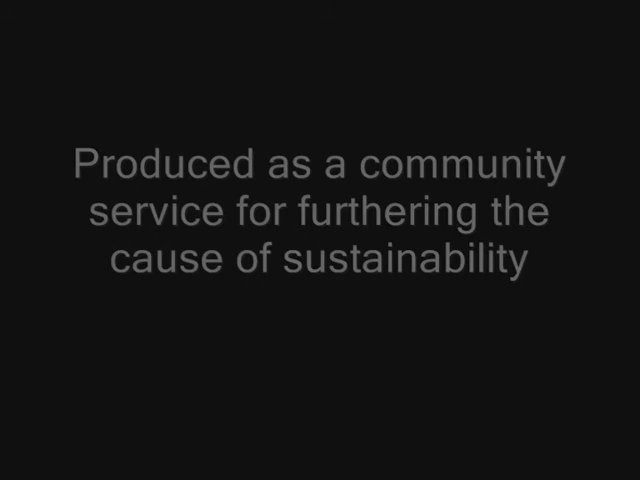 Produced as a community
service for furthering the
cause of sustainability